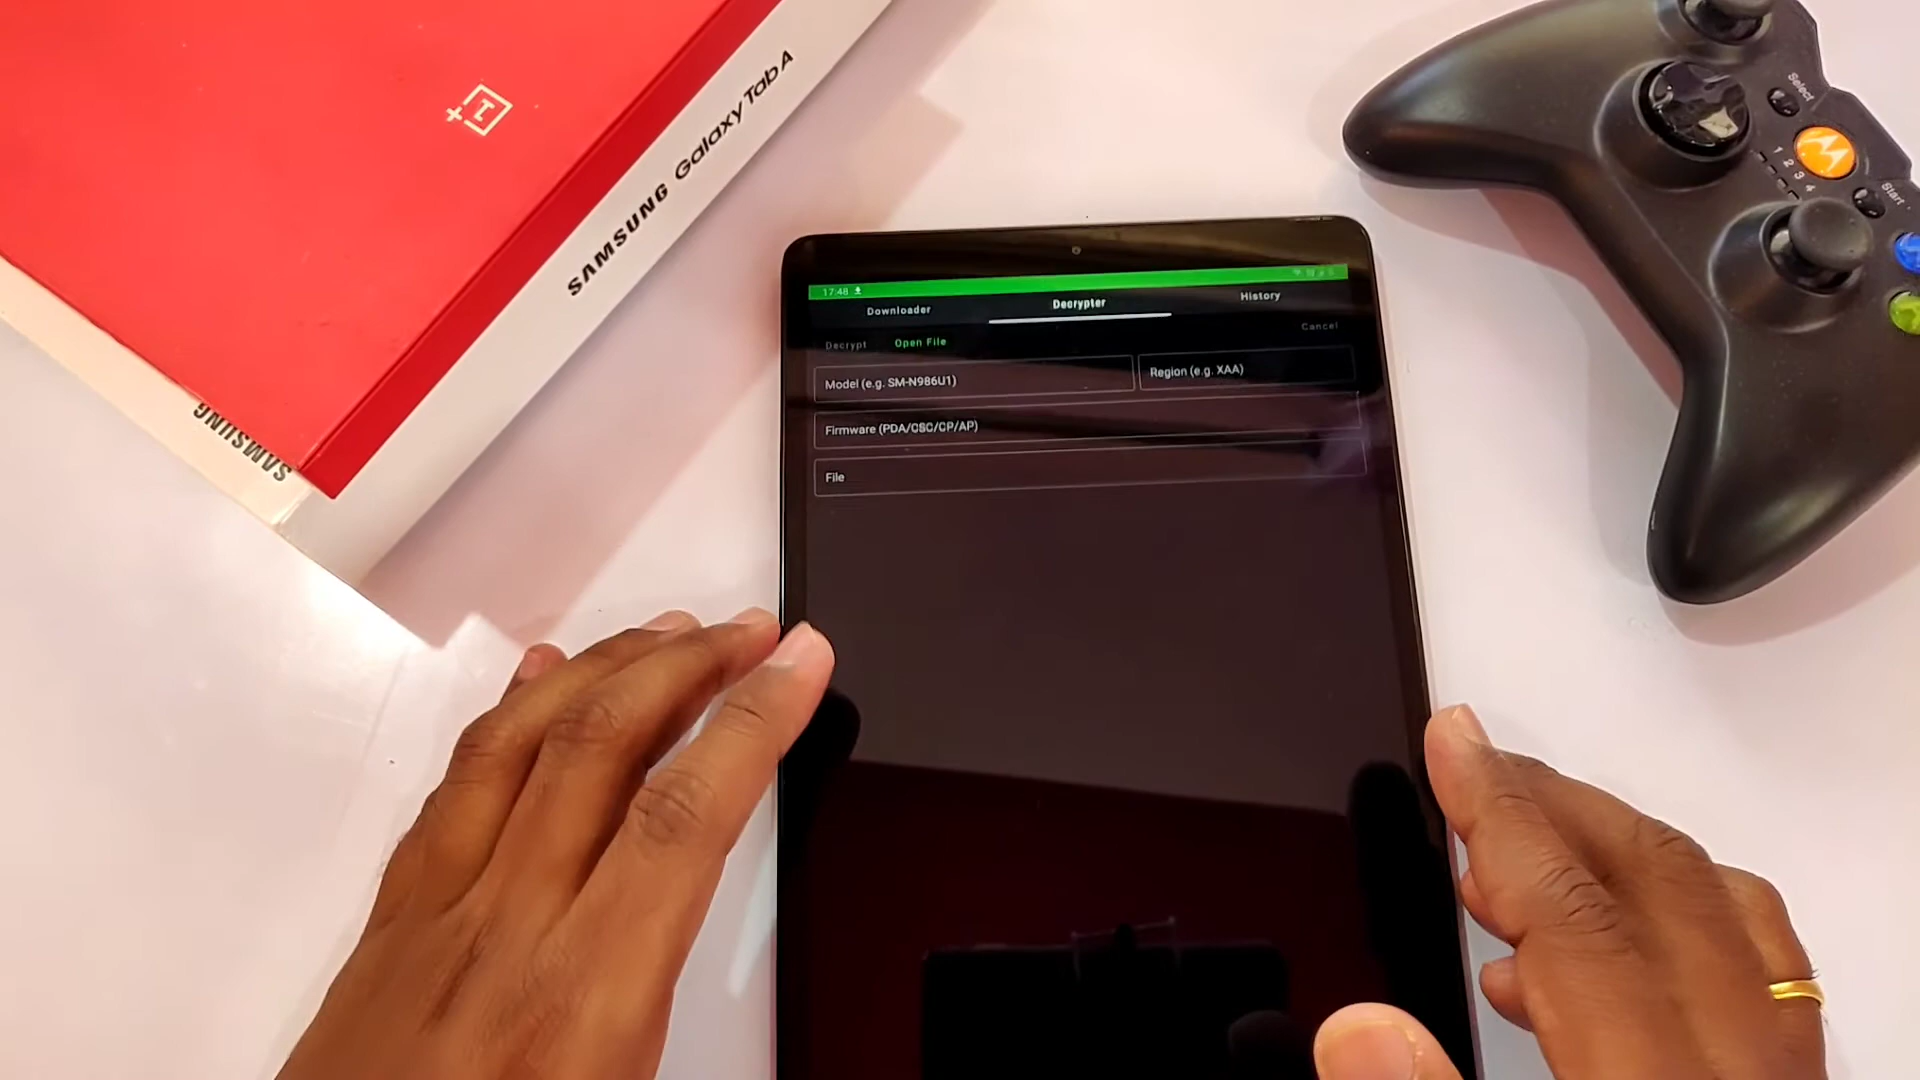 SAMSUNG Galaxy Tab A
SAMSUNG
Select
1 2 3 4
Start
17:48
Downloader
Decrypter
History
Decrypt
Open File
Cancel
Model (e.g. SM-N986U1)
Region (e.g. XAA)
Firmware (PDA/CSC/CP/AP)
File